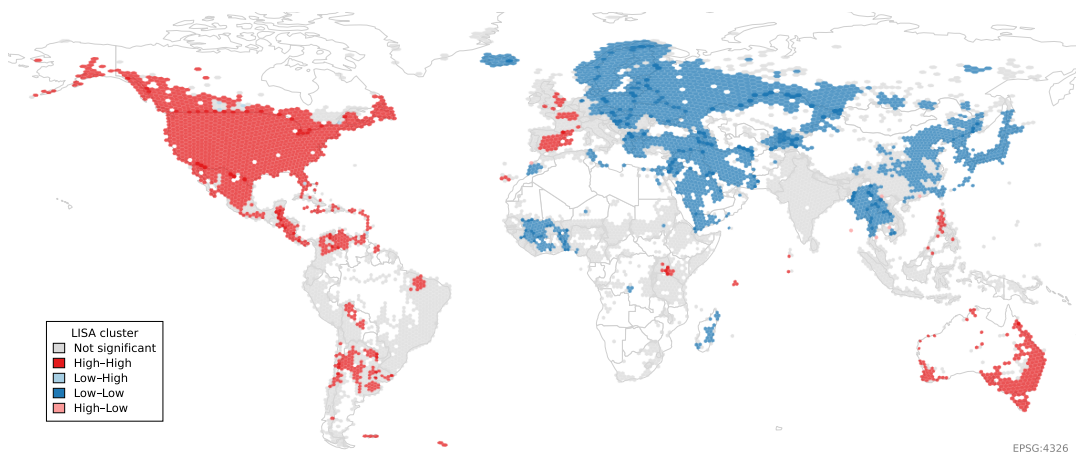 LISA cluster
Not significant
High–High
Low–High
Low–Low
High–Low
EPSG:4326